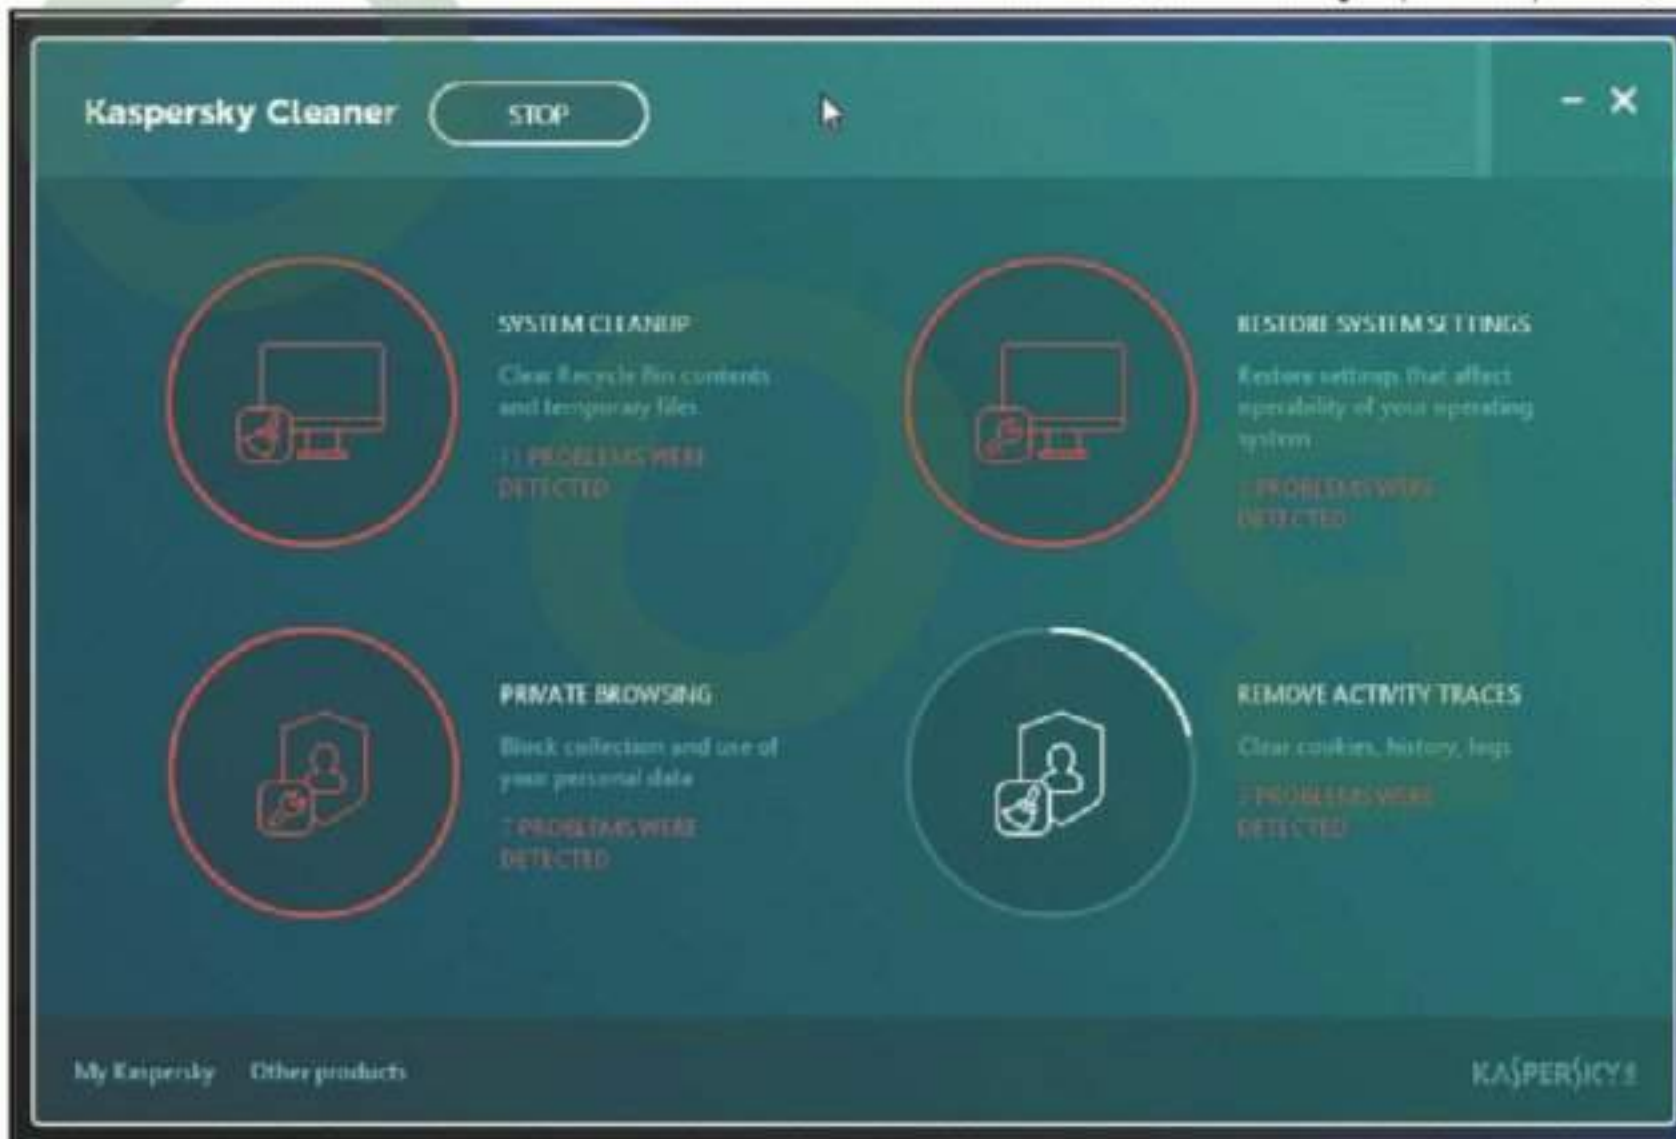 Kaspersky Cleaner
STOP
SYSTEM CLEANUP
Clear Recycle Bin contents
and temporary files
11 PROBLEMS WERE
DETECTED
RESTORE SYSTEM SETTINGS
Restore settings that affect
operability of your operating
system
PROBLEMS WERE
DETECTED
PRIVATE BROWSING
Block collection and use of
your personal data
7 PROBLEMS WERE
DETECTED
REMOVE ACTIVITY TRACES
Clear cookies, history, logs
PROBLEMS WERE
DETECTED
My Kaspersky
Other products
KASPERSKY